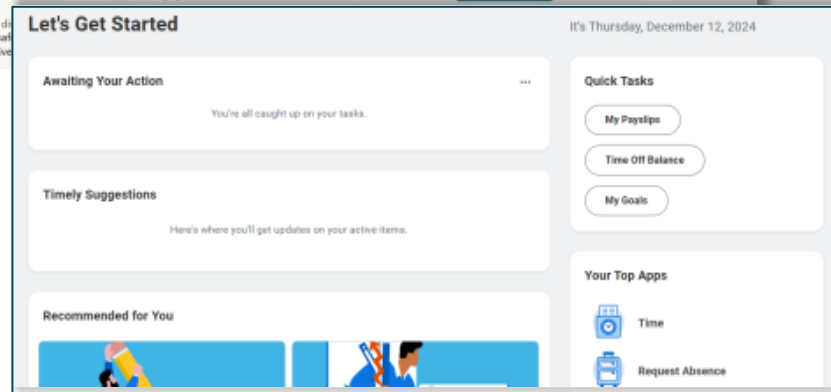 Let's Get Started
It's Thursday, December 12, 2024
Awaiting Your Action
You're all caught up on your tasks.
Timely Suggestions
Here's where you'll get updates on your active items.
Recommended for You
Quick Tasks
My Payslips
Time Off Balance
My Goals
Your Top Apps
Time
Request Absence